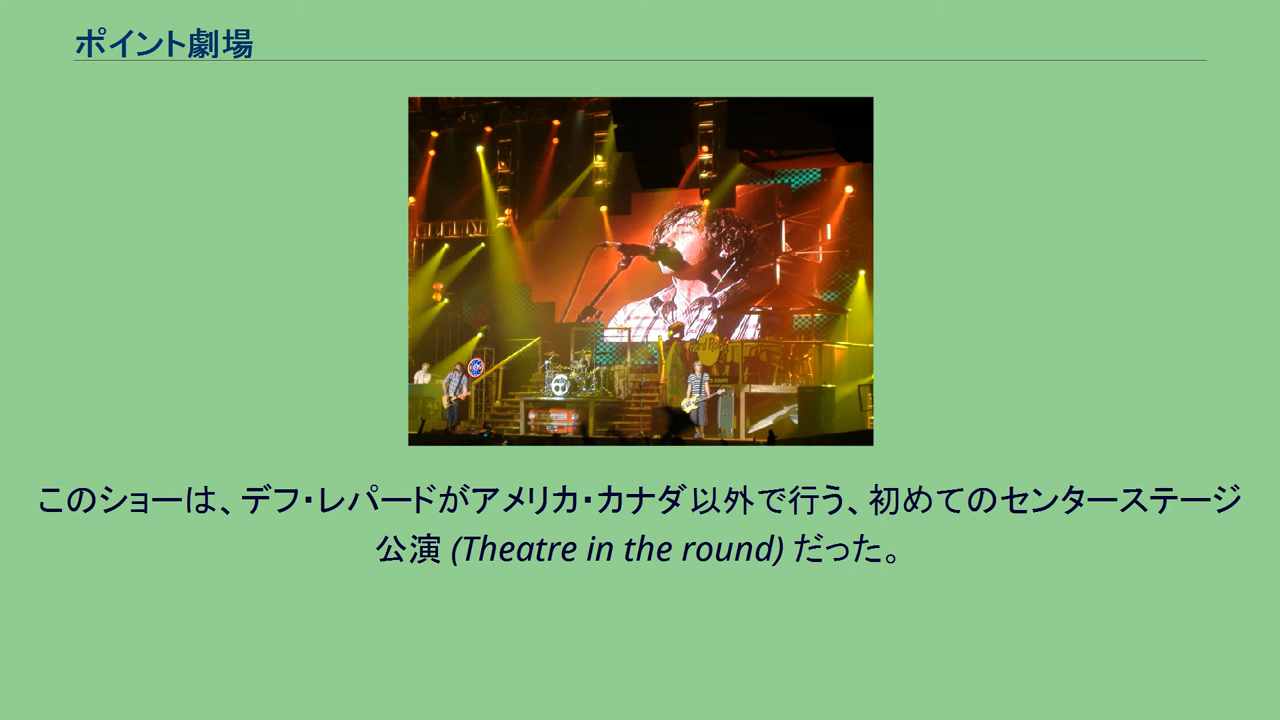 ポイント劇場
Hard Rock
このショーは、デフ・レパードがアメリカ・カナダ以外で行う、初めてのセンターステージ
公演 (Theatre in the round) だった。